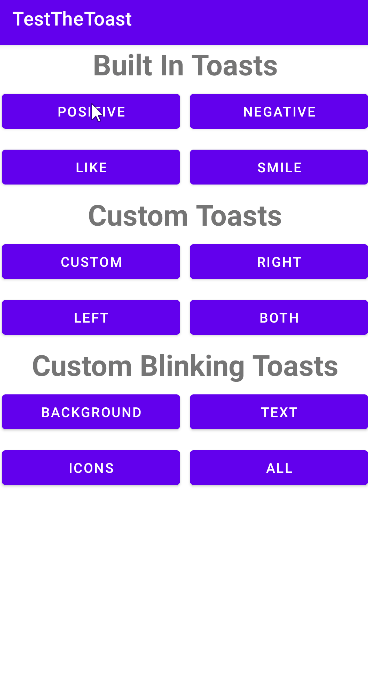 TestTheToast
Built In Toasts
POSITIVE NEGATIVE
LIKE SMILE
Custom Toasts
CUSTOM RIGHT
LEFT BOTH
Custom Blinking Toasts
BACKGROUND TEXT
ICONS ALL